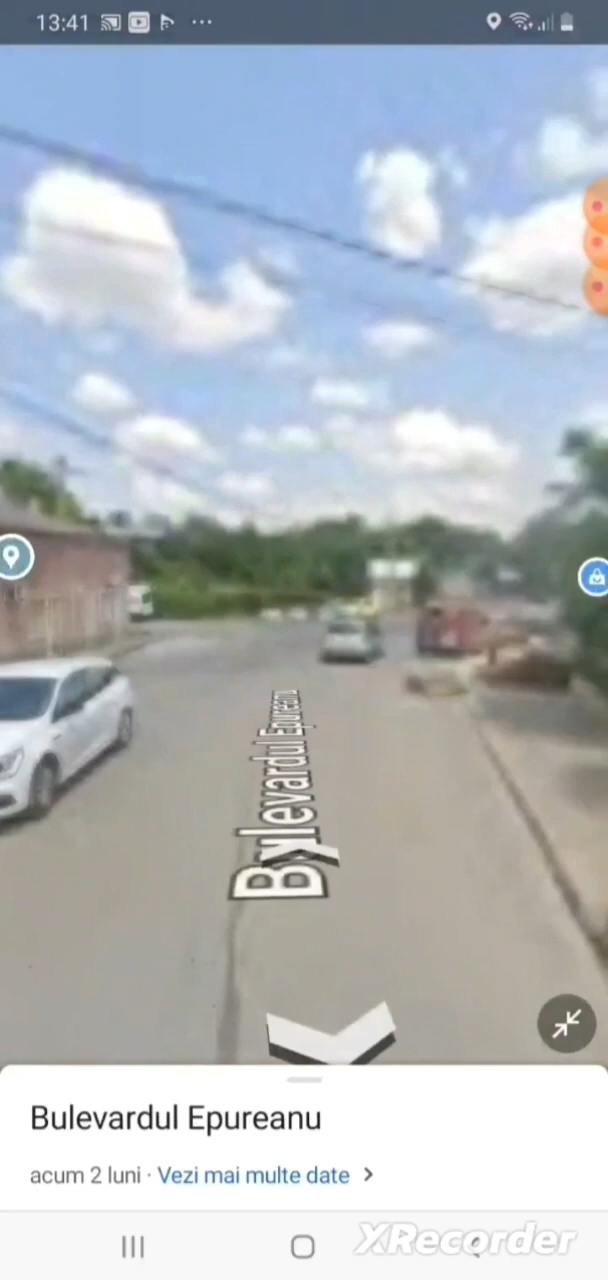 13:41
Bulevardul Epureanu
Bulevardul Epureanu
acum 2 luni · Vezi mai multe date
XRecorder